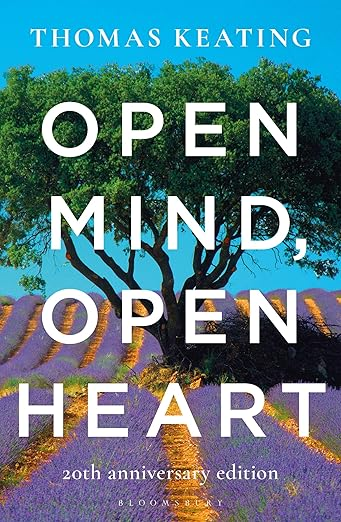 THOMAS KEATING
OPEN
MIND,
OPEN
HEART
20th anniversary edition
BLOOMSBURY